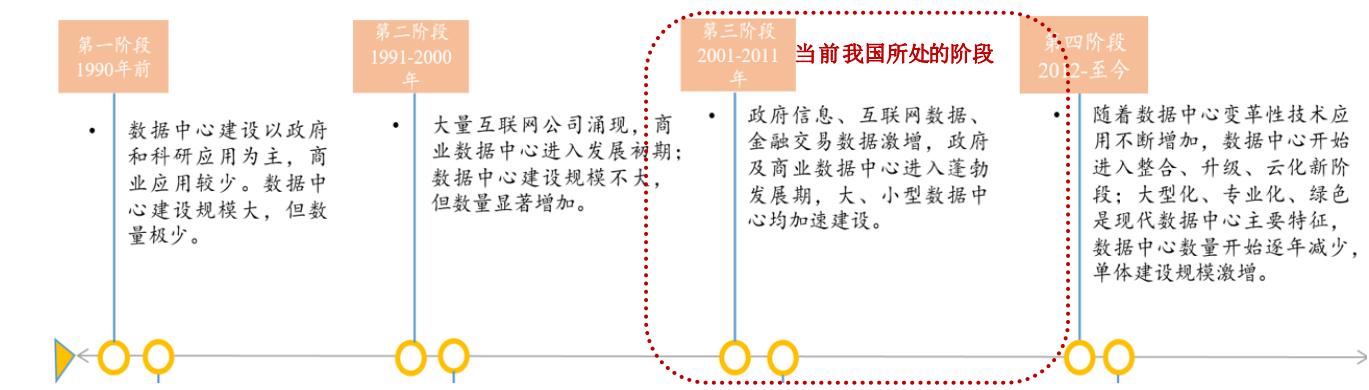 第一阶段
1990年前
数据中心建设以政府
和科研应用为主，商
业应用较少。数据中
心建设规模大，但数
量极少。
第二阶段
1991-2000
年
大量互联网公司涌现，商
业数据中心进入发展初期；
数据中心建设规模不大，
但数量显著增加。
第三阶段
2001-2011
年
当前我国所处的阶段
政府信息、互联网数据、
金融交易数据激增，政府
及商业数据中心进入蓬勃
发展期，大、小型数据中
心均加速建设。
第四阶段
2012-至今
随着数据中心变革性技术应
用不断增加，数据中心开始
进入整合、升级、云化新阶
段；大型化、专业化、绿色
是现代数据中心主要特征，
数据中心数量开始逐年减少，
单体建设规模激增。